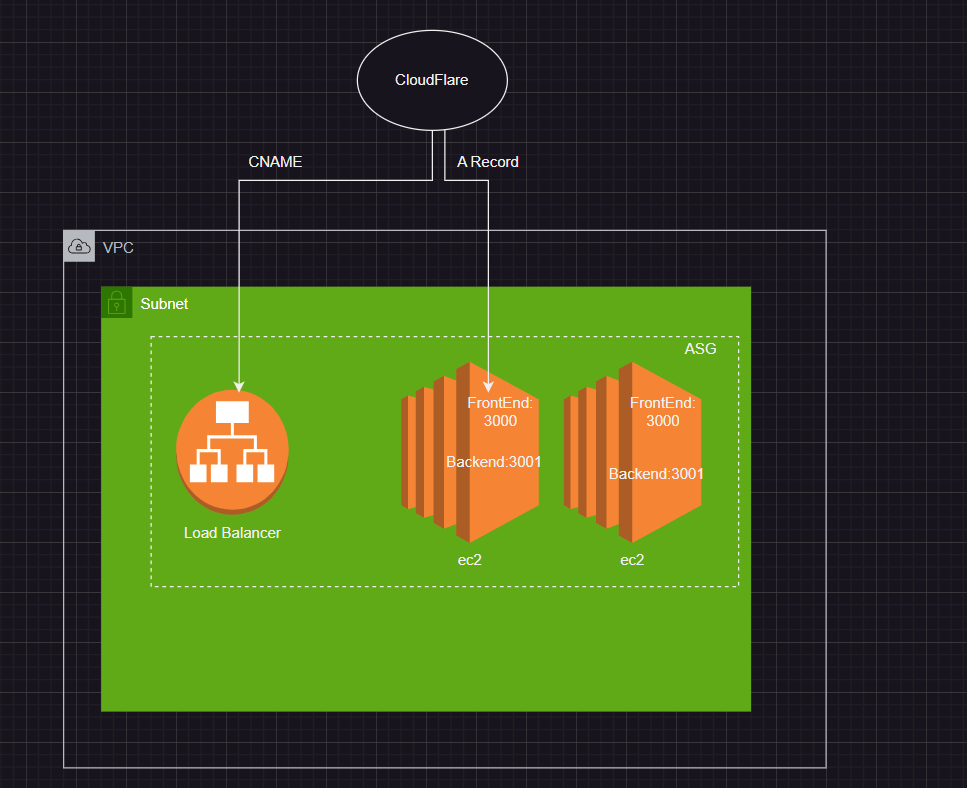 CloudFlare
CNAME
A Record
VPC
Subnet
ASG
FrontEnd:
3000
Backend:3001
FrontEnd:
3000
Backend:3001
Load Balancer
ec2
ec2